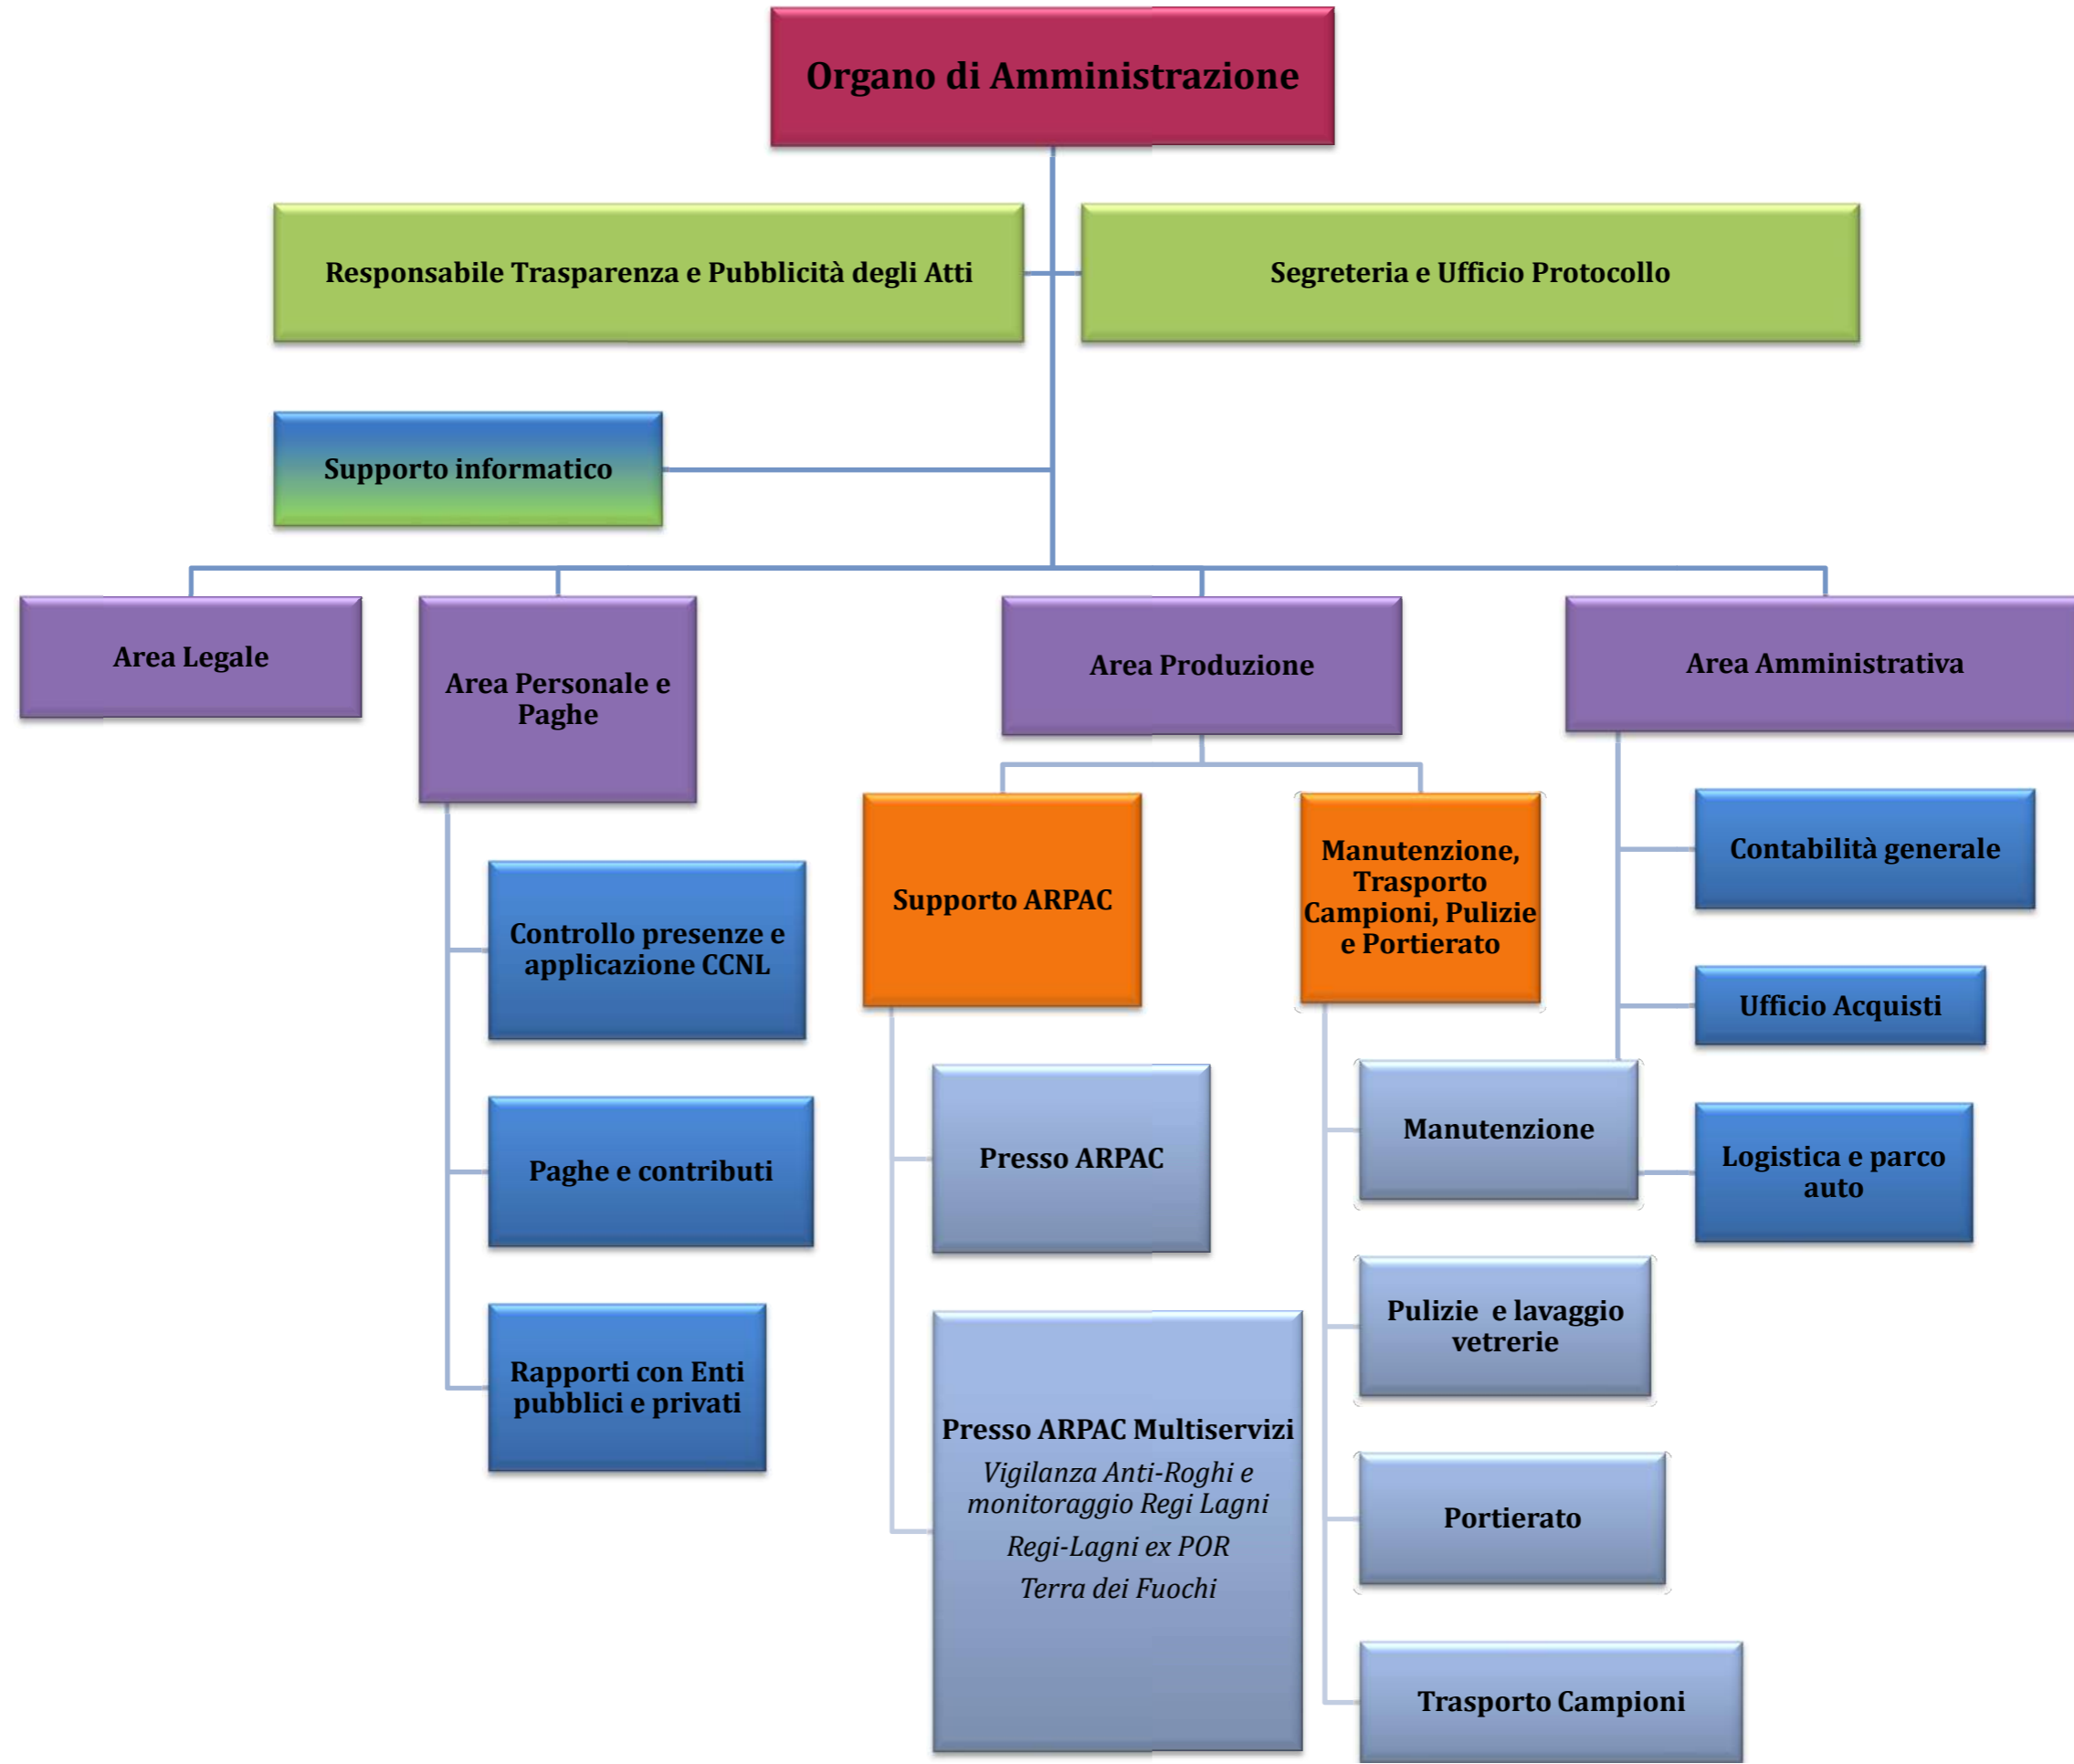 Organo di Amministrazione
Responsabile Trasparenza e Pubblicità degli Atti
Segreteria e Ufficio Protocollo
Supporto informatico
Area Legale
Area Personale e
Paghe
Area Produzione
Area Amministrativa
Controllo presenze e
applicazione CCNL
Paghe e contributi
Rapporti con Enti
pubblici e privati
Supporto ARPAC
Presso ARPAC
Presso ARPAC Multiservizi
Vigilanza Anti-Roghi e
monitoraggio Regi Lagni
Regi-Lagni ex POR
Terra dei Fuochi
Manutenzione,
Trasporto
Campioni, Pulizie
e Portierato
Manutenzione
Pulizie  e lavaggio
vetrerie
Portierato
Trasporto Campioni
Contabilità generale
Ufficio Acquisti
Logistica e parco
auto